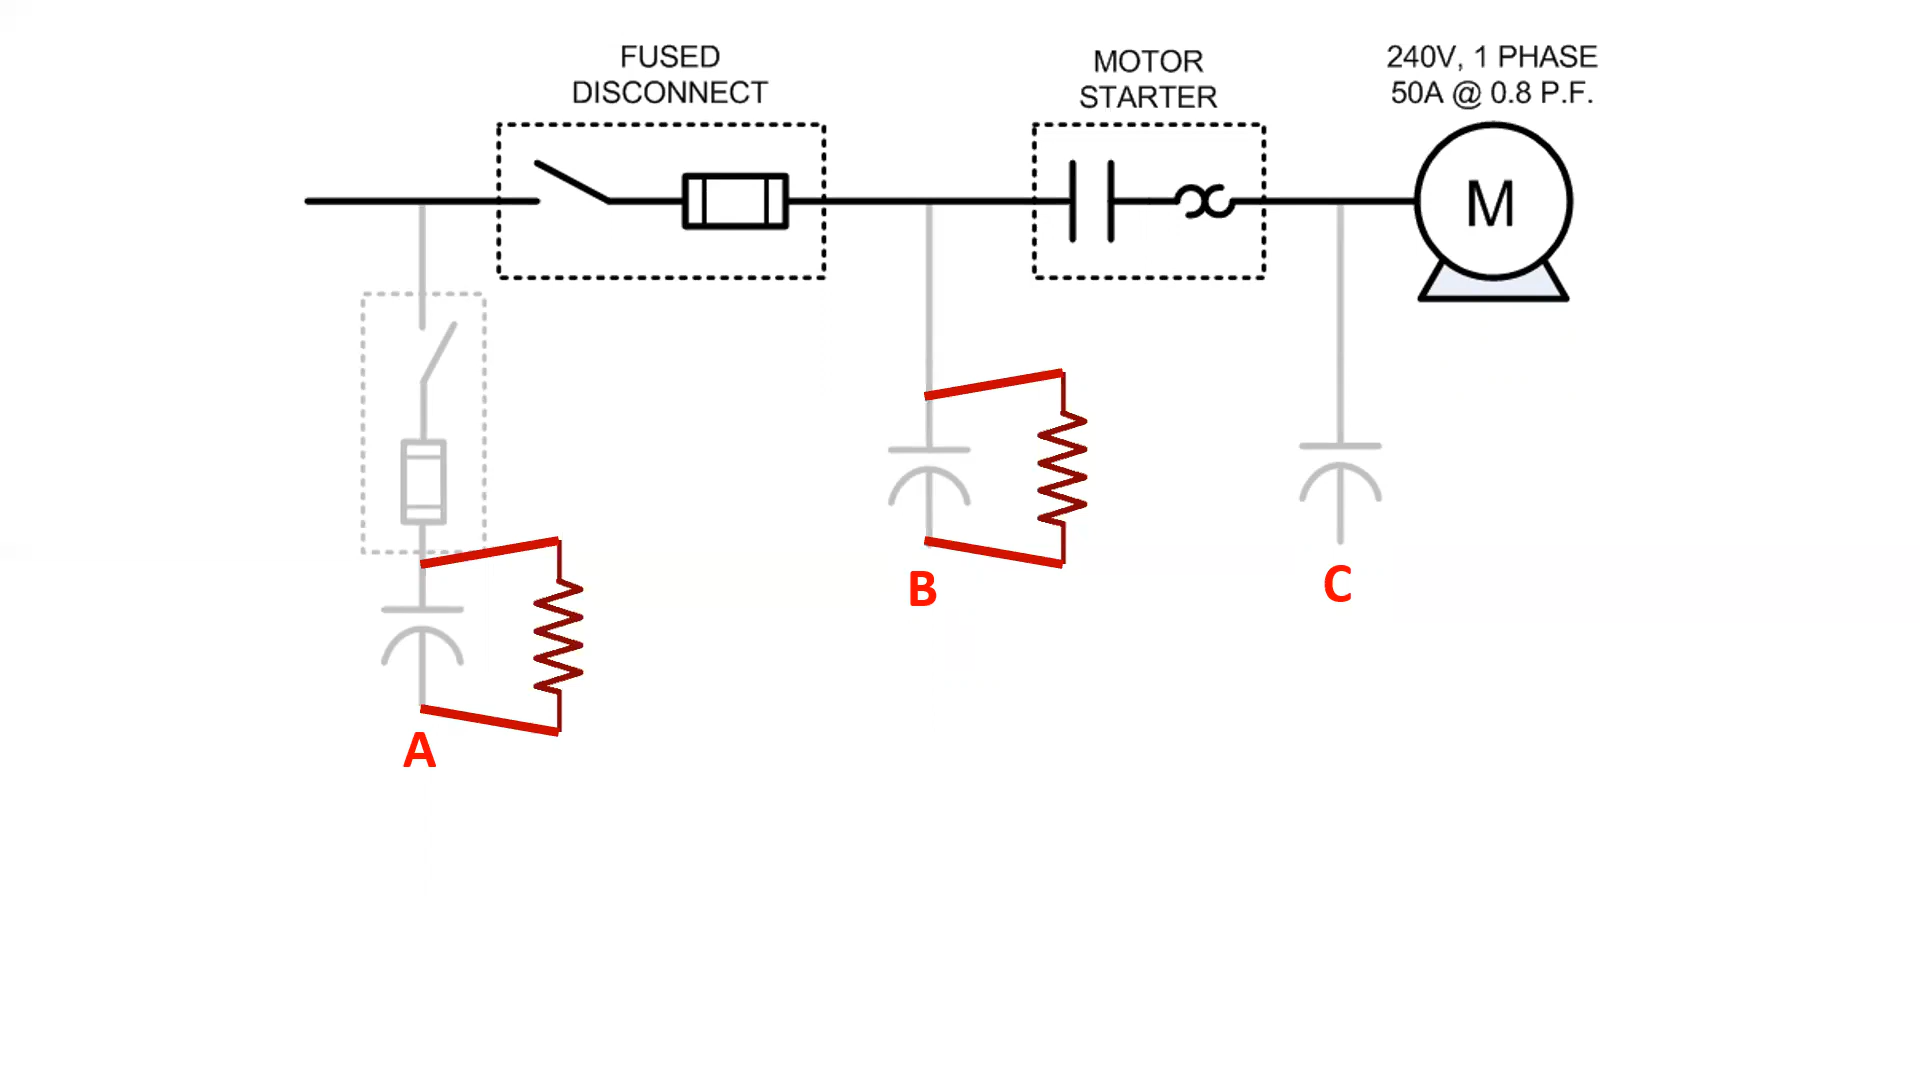 FUSED
DISCONNECT
MOTOR
STARTER
240V, 1 PHASE
50A @ 0.8 P.F.
M
B
C
A